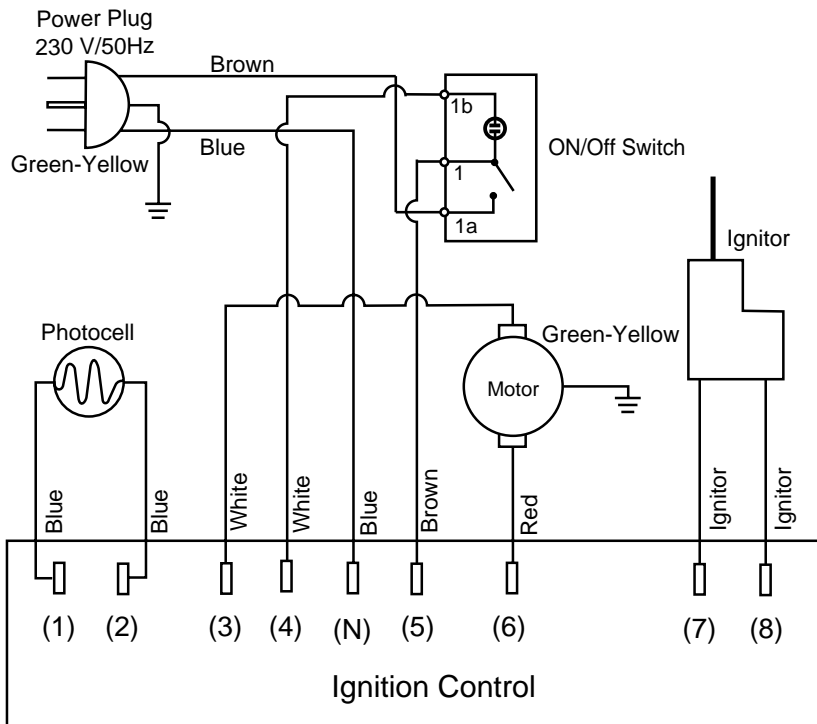 Power Plug
230 V/50Hz
Brown
Blue
Green-Yellow
1b
1
1a
ON/Off Switch
Ignitor
Photocell
Green-Yellow
Motor
Blue
Blue
White
White
Blue
Brown
Red
Ignitor
Ignitor
(1)
(2)
(3)
(4)
(N)
(5)
(6)
(7)
(8)
Ignition Control